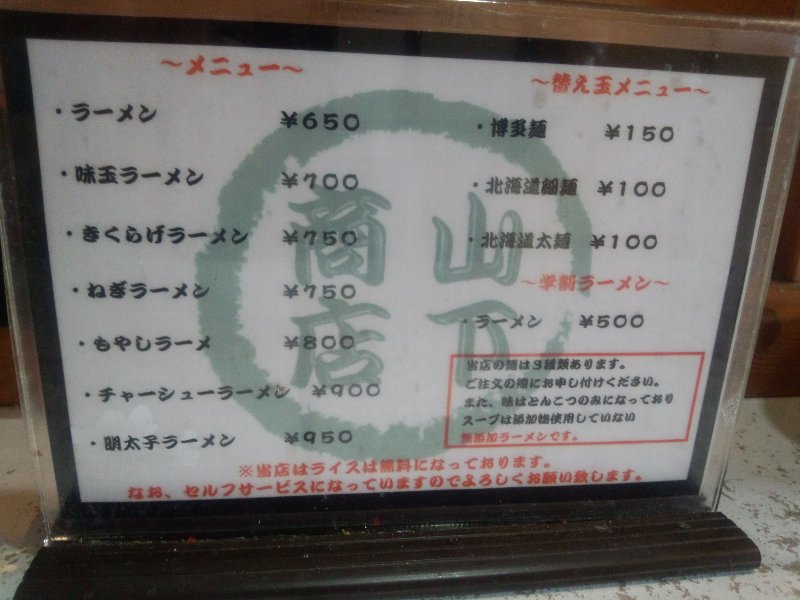 ～メニュー～
・ラーメン ￥650
・味玉ラーメン ￥700
・きくらげラーメン ￥750
・ねぎラーメン ￥750
・もやしラーメ ￥800
・チャーシューラーメン ￥900
・明太子ラーメン ￥950
～替え玉メニュー～
・博多麺 ￥150
・北海道細麺 ￥100
・北海道太麺 ￥100
～学割ラーメン～
・ラーメン ￥500
当店の麺は3種類あります。
ご注文の際にお申し付けください。
また、味はとんこつのみになっており
スープは添加物使用していない
無添加ラーメンです。
※当店はライスは無料になっております。
なお、セルフサービスになっていますのでよろしくお願い致します。
山下
商店